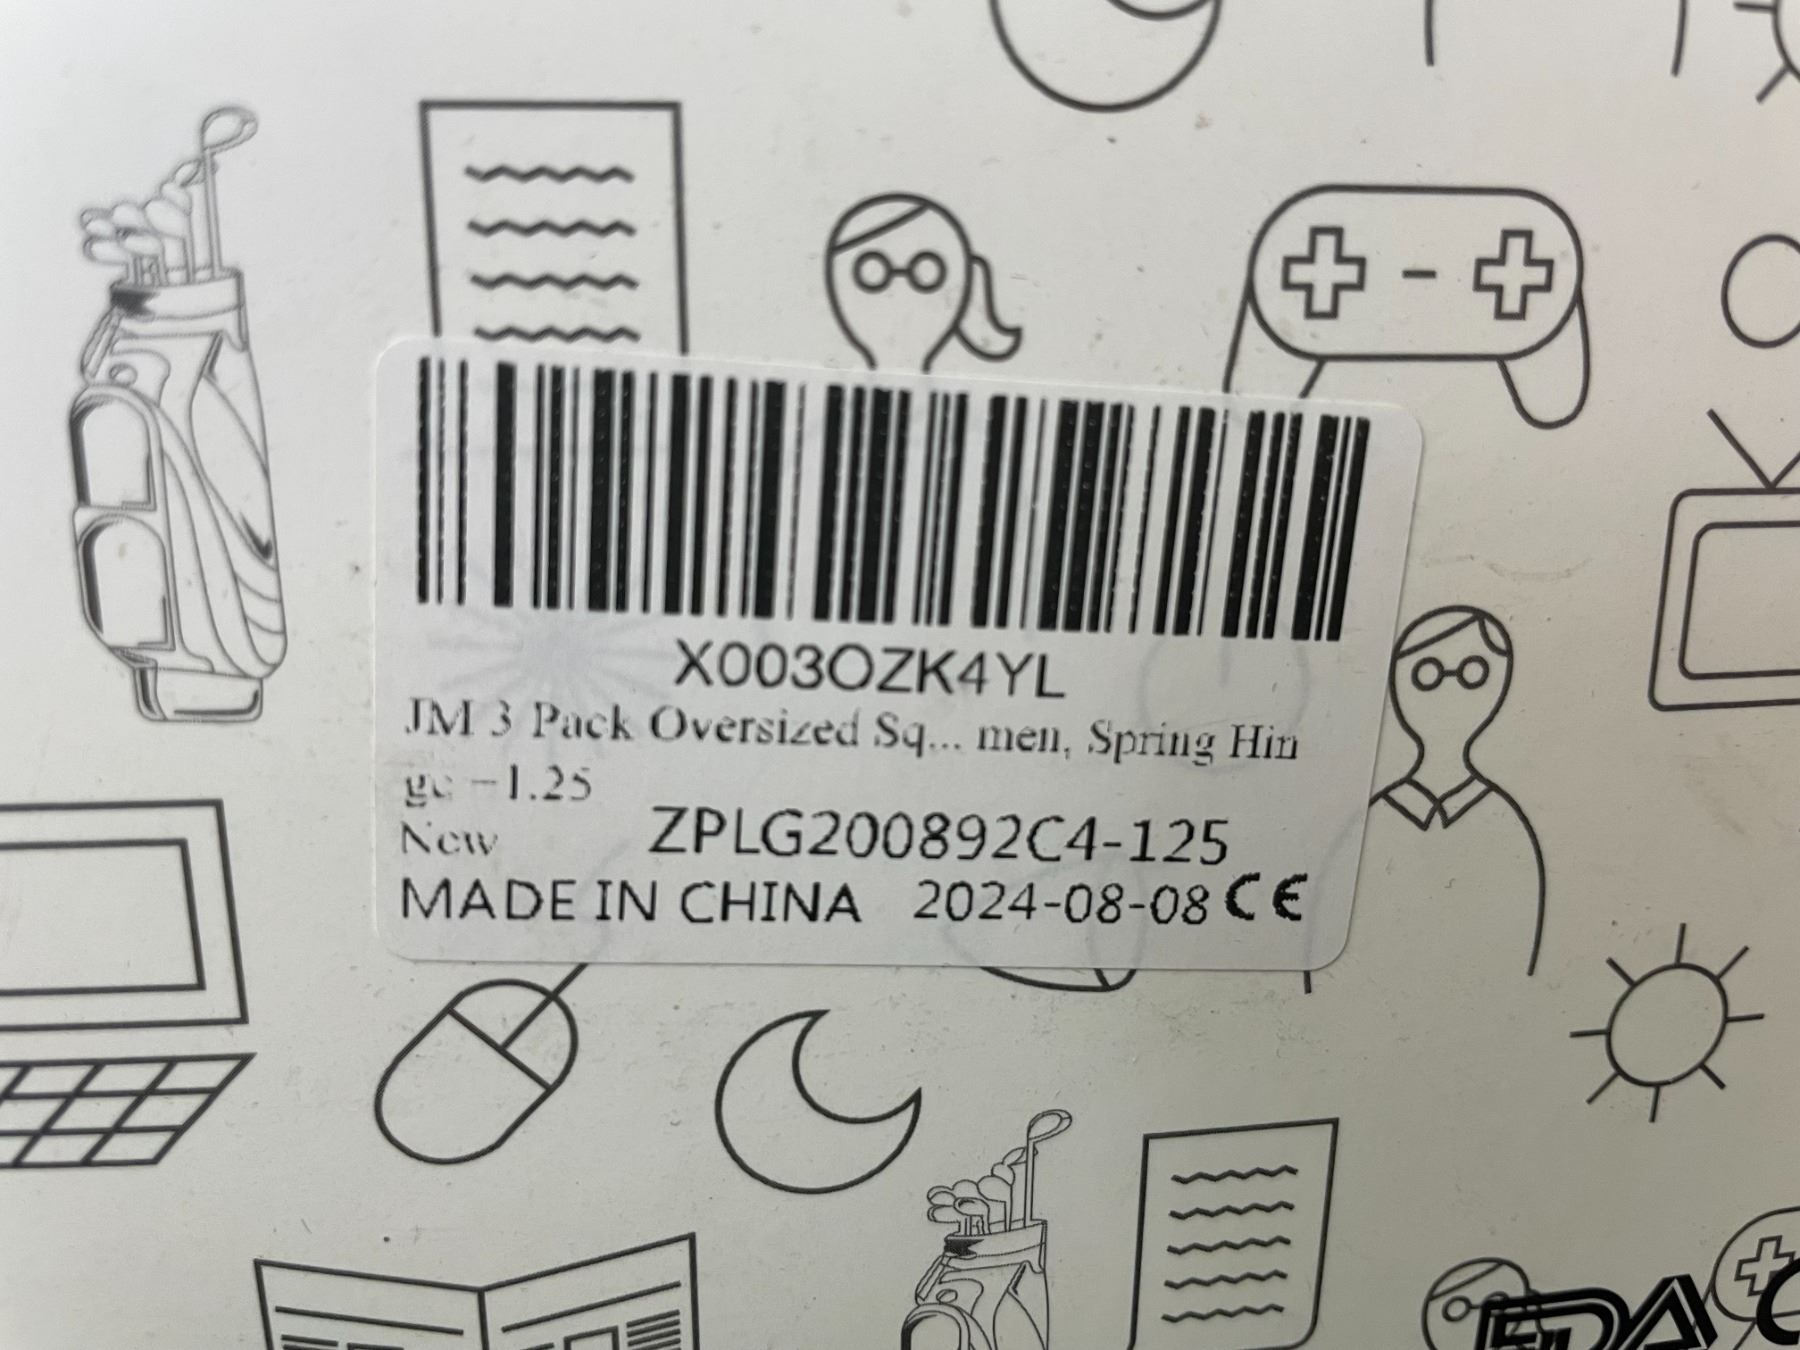 X003OZK4YL
JM 3 Pack Oversized Sq... men, Spring Hin
ge -1.25
New ZPLG200892C4-125
MADE IN CHINA 2024-08-08 CE
FDA